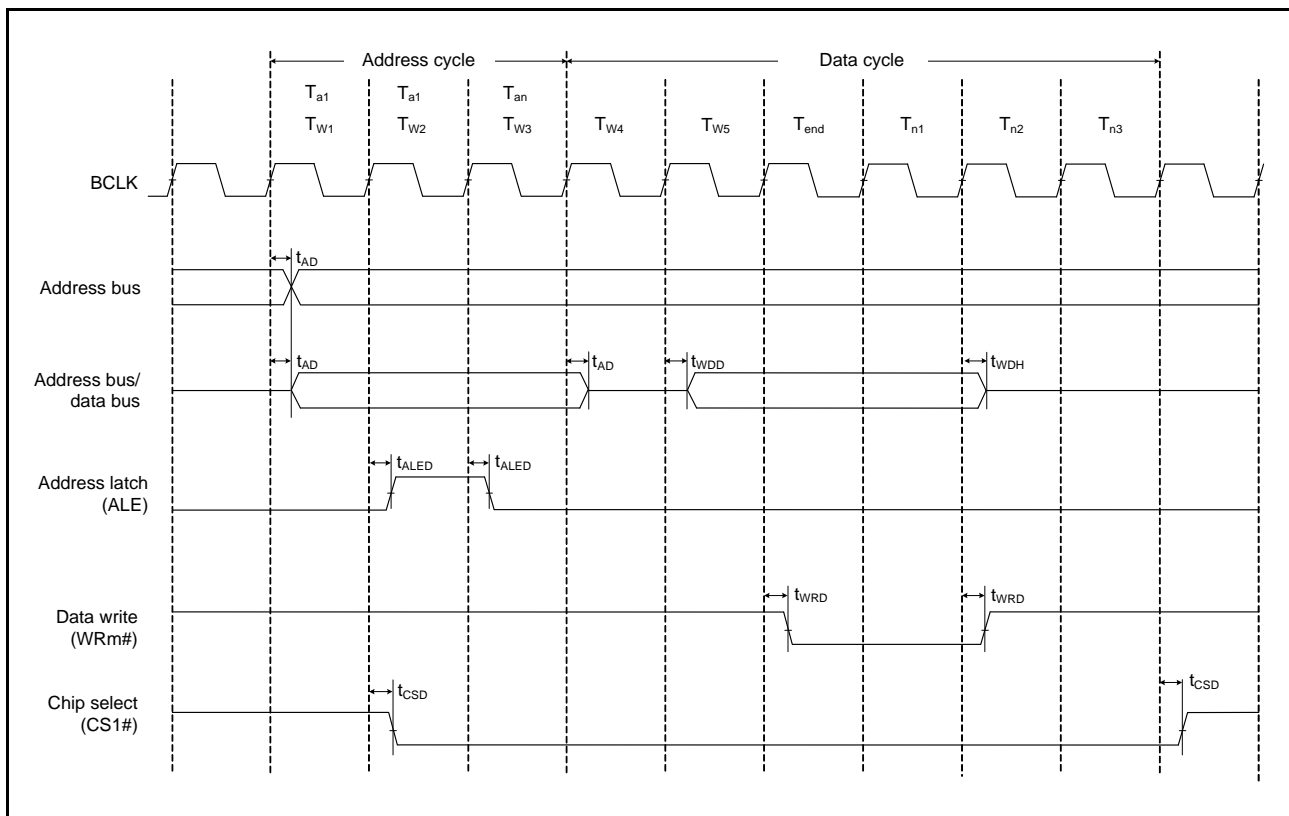 Address cycle Data cycle
Ta1 Ta1 Tan
TW1 TW2 TW3 TW4 TW5 Tend Tn1 Tn2 Tn3
BCLK
tAD
Address bus
tAD tAD tWDD tWDH
Address bus/
data bus
tALED tALED
Address latch
(ALE)
tWRD tWRD
Data write
(WRm#)
tCSD tCSD
Chip select
(CS1#)